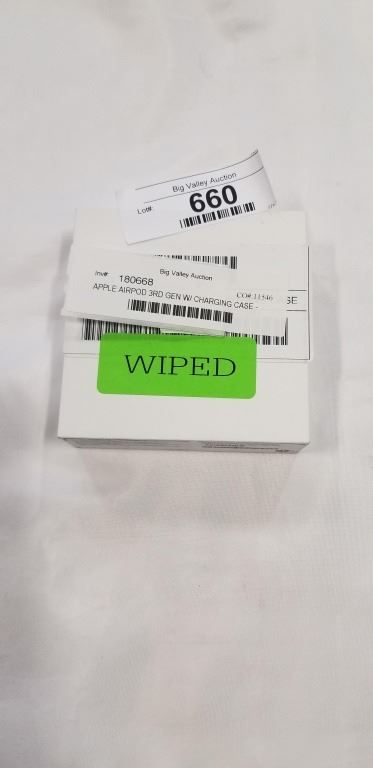 Big Valley Auction
Lot#: 660
Big Valley Auction
Inv#: 180668
CO#:11546
APPLE AIRPOD 3RD GEN W/ CHARGING CASE -
SE
WIPED